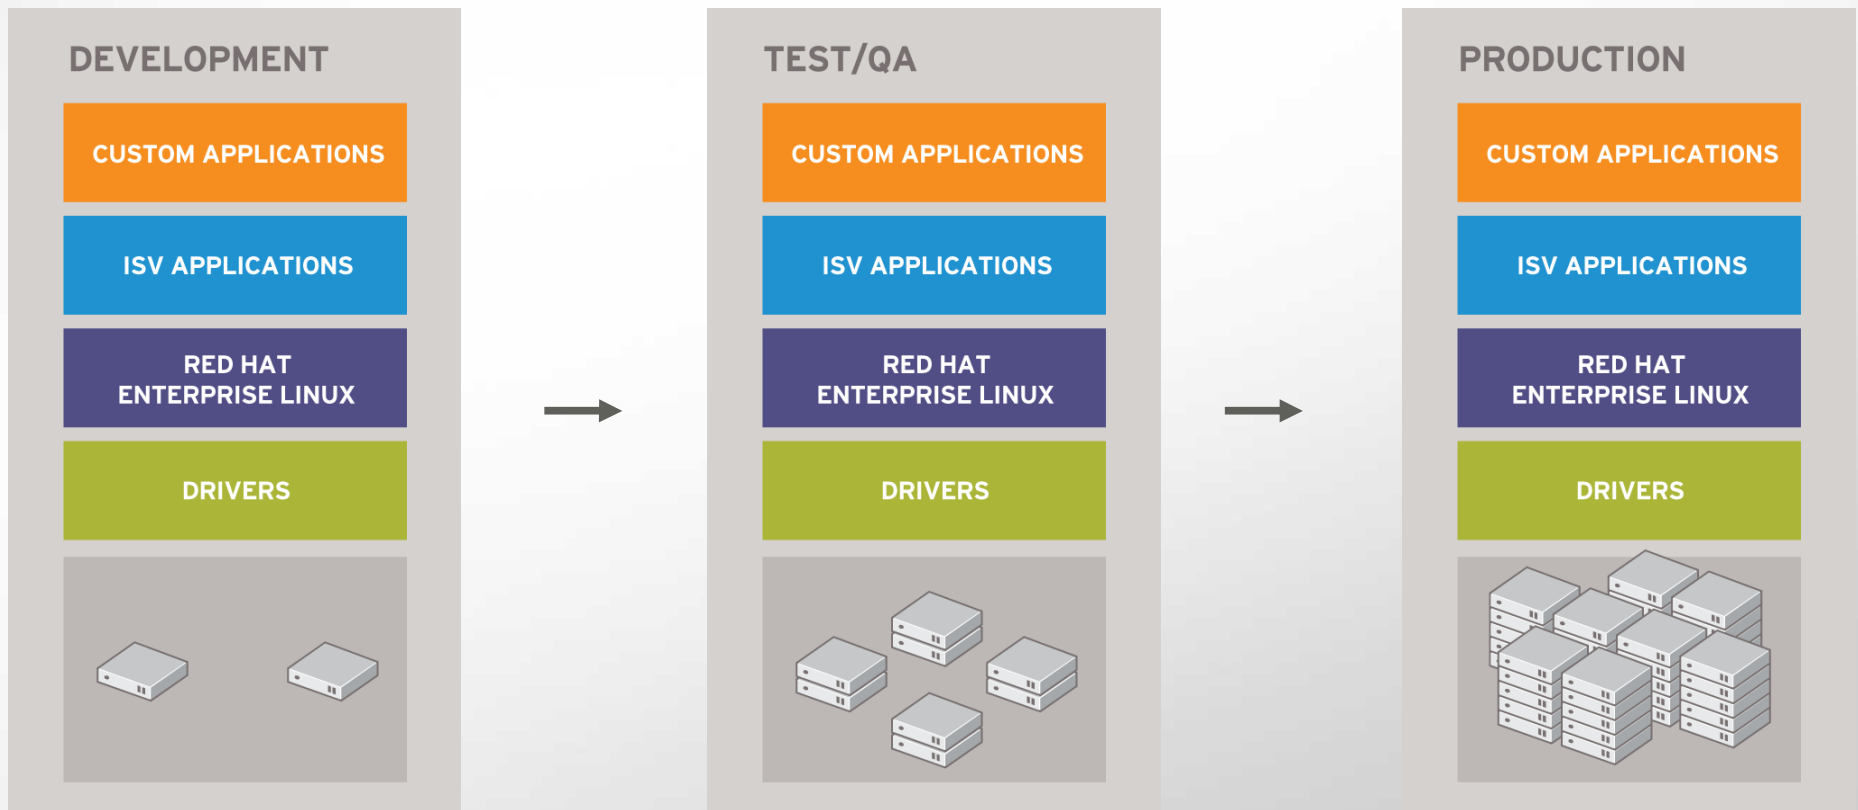 DEVELOPMENT
CUSTOM APPLICATIONS
ISV APPLICATIONS
RED HAT
ENTERPRISE LINUX
DRIVERS
TEST/QA
CUSTOM APPLICATIONS
ISV APPLICATIONS
RED HAT
ENTERPRISE LINUX
DRIVERS
PRODUCTION
CUSTOM APPLICATIONS
ISV APPLICATIONS
RED HAT
ENTERPRISE LINUX
DRIVERS